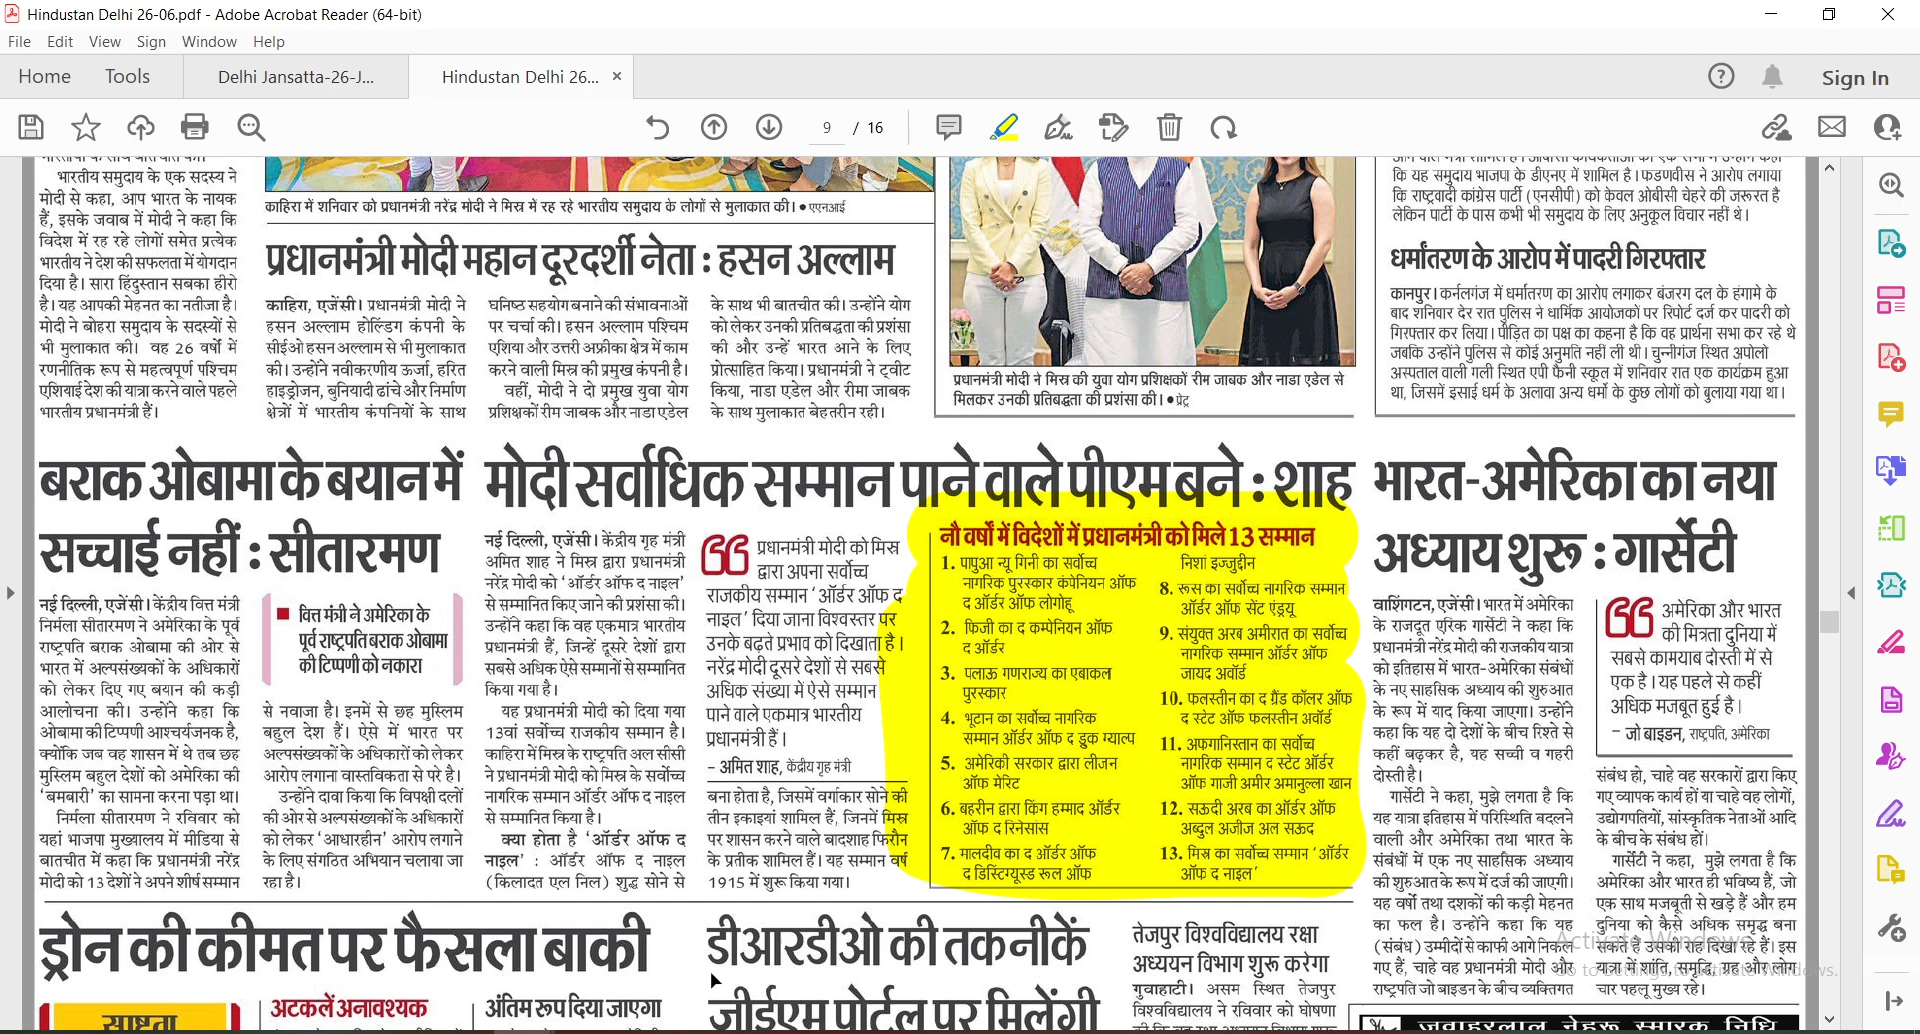 Hindustan Delhi 26-06.pdf - Adobe Acrobat Reader (64-bit)
File Edit View Sign Window Help
Home Tools Delhi Jansatta-26-J... Hindustan Delhi 26... × Sign In
9 / 16
भारतीय समुदाय के एक सदस्य ने
मोदी से कहा, आप भारत के नायक
हैं, इसके जवाब में मोदी ने कहा कि
विदेश में रह रहे लोगों समेत प्रत्येक
भारतीय ने देश की सफलता में योगदान
दिया है। सारा हिंदुस्तान सबका हीरो
है। यह आपकी मेहनत का नतीजा है।
मोदी ने बोहरा समुदाय के सदस्यों से
भी मुलाकात की। वह 26 वर्षों में
रणनीतिक रूप से महत्वपूर्ण पश्चिम
एशियाई देश की यात्रा करने वाले पहले
भारतीय प्रधानमंत्री हैं।
काहिरा में शनिवार को प्रधानमंत्री नरेंद्र मोदी ने मिस्र में रह रहे भारतीय समुदाय के लोगों से मुलाकात की। ● एएनआई
प्रधानमंत्री मोदी महान दूरदर्शी नेता : हसन अल्लाम
काहिरा, एजेंसी। प्रधानमंत्री मोदी ने
हसन अल्लाम होल्डिग कंपनी के
सीईओ हसन अल्लाम से भी मुलाकात
की। उन्होंने नवीकरणीय ऊर्जा, हरित
हाइड्रोजन, बुनियादी ढांचे और निर्माण
क्षेत्रों में भारतीय कंपनियों के साथ
घनिष्ठ सहयोग बनाने की संभावनाओं
पर चर्चा की। हसन अल्लाम पश्चिम
एशिया और उत्तरी अफ्रीका क्षेत्र में काम
करने वाली मिस्र की प्रमुख कंपनी है।
वहीं, मोदी ने दो प्रमुख युवा योग
प्रशिक्षकों रीम जाबक और नाडा एडेल
के साथ भी बातचीत की। उन्होंने योग
को लेकर उनकी प्रतिबद्धता की प्रशंसा
की और उन्हें भारत आने के लिए
प्रोत्साहित किया। प्रधानमंत्री ने ट्वीट
किया, नाडा एडेल और रीमा जाबक
के साथ मुलाकात बेहतरीन रही।
प्रधानमंत्री मोदी ने मिस्र की युवा योग प्रशिक्षकों रीम जाबक और नाडा एडेल से
मिलकर उनकी प्रतिबद्धता की प्रशंसा की। ● प्रेट्र
कि यह समुदाय भाजपा के डीएनए में शामिल है। फडणवीस ने आरोप लगाया
कि राष्ट्रवादी कांग्रेस पार्टी (एनसीपी) को केवल ओबीसी चेहरे की जरूरत है
लेकिन पार्टी के पास कभी भी समुदाय के लिए अनुकूल विचार नहीं थे।
धर्मांतरण के आरोप में पादरी गिरफ्तार
कानपुर। कर्नलगंज में धर्मातरण का आरोप लगाकर बंजरग दल के हंगामे के
बाद शनिवार देर रात पुलिस ने धार्मिक आयोजकों पर रिपोर्ट दर्ज कर पादरी को
गिरफ्तार कर लिया। पीड़ित का पक्ष का कहना है कि वह प्रार्थना सभा कर रहे थे
जबकि उन्होंने पुलिस से कोई अनुमति नहीं ली थी। चुन्नीगंज स्थित अपोलो
अस्पताल वाली गली स्थित एपी फैनी स्कूल में शनिवार रात एक कार्यक्रम हुआ
था, जिसमें इसाई धर्म के अलावा अन्य धर्मो के कुछ लोगों को बुलाया गया था।
बराक ओबामा के बयान में
सच्चाई नहीं : सीतारमण
नई दिल्ली, एजेंसी। केंद्रीय वित्त मंत्री
निर्मला सीतारमण ने अमेरिका के पूर्व
राष्ट्रपति बराक ओबामा की ओर से
भारत में अल्पसंख्यकों के अधिकारों
को लेकर दिए गए बयान की कड़ी
आलोचना की। उन्होंने कहा कि
ओबामा की टिप्पणी आश्चर्यजनक है,
क्योंकि जब वह शासन में थे तब छह
मुस्लिम बहुल देशों को अमेरिका की
'बमबारी' का सामना करना पड़ा था।
निर्मला सीतारमण ने रविवार को
यहां भाजपा मुख्यालय में मीडिया से
बातचीत में कहा कि प्रधानमंत्री नरेंद्र
मोदी को 13 देशों ने अपने शीर्ष सम्मान
वित्त मंत्री ने अमेरिका के
पूर्व राष्ट्रपति बराक ओबामा
की टिप्पणी को नकारा
से नवाजा है। इनमें से छह मुस्लिम
बहुल देश हैं। ऐसे में भारत पर
अल्पसंख्यकों के अधिकारों को लेकर
आरोप लगाना वास्तविकता से परे है।
उन्होंने दावा किया कि विपक्षी दलों
की ओर से अल्पसंख्यकों के अधिकारों
को लेकर 'आधारहीन' आरोप लगाने
के लिए संगठित अभियान चलाया जा
रहा है।
मोदी सर्वाधिक सम्मान पाने वाले पीएम बने : शाह
नई दिल्ली, एजेंसी। केंद्रीय गृह मंत्री
अमित शाह ने मिस्र द्वारा प्रधानमंत्री
नरेंद्र मोदी को 'ऑर्डर ऑफ द नाइल'
से सम्मानित किए जाने की प्रशंसा की।
उन्होंने कहा कि वह एकमात्र भारतीय
प्रधानमंत्री हैं, जिन्हें दूसरे देशों द्वारा
सबसे अधिक ऐसे सम्मानों से सम्मानित
किया गया है।
यह प्रधानमंत्री मोदी को दिया गया
13वां सर्वोच्च राजकीय सम्मान है।
काहिरा में मिस्र के राष्ट्रपति अल सीसी
ने प्रधानमंत्री मोदी को मिस्र के सर्वोच्च
नागरिक सम्मान ऑर्डर ऑफ द नाइल
से सम्मानित किया है।
क्या होता है 'ऑर्डर ऑफ द
नाइल' : ऑर्डर ऑफ द नाइल
(किलादत एल निल) शुद्ध सोने से
प्रधानमंत्री मोदी को मिस्र
द्वारा अपना सर्वोच्च
राजकीय सम्मान 'ऑर्डर ऑफ द
नाइल' दिया जाना विश्वस्तर पर
उनके बढ़ते प्रभाव को दिखाता है।
नरेंद्र मोदी दूसरे देशों से सबसे
अधिक संख्या में ऐसे सम्मान
पाने वाले एकमात्र भारतीय
प्रधानमंत्री हैं।
- अमित शाह, केंद्रीय गृह मंत्री
बना होता है, जिसमें वर्गाकार सोने की
तीन इकाइयां शामिल हैं, जिनमें मिस्र
पर शासन करने वाले बादशाह फिरौन
के प्रतीक शामिल हैं। यह सम्मान वर्ष
1915 में शुरू किया गया।
नौ वर्षों में विदेशों में प्रधानमंत्री को मिले 13 सम्मान
1. पापुआ न्यू गिनी का सर्वोच्च
नागरिक पुरस्कार कंपेनियन ऑफ
द ऑर्डर ऑफ लोगोहू
2. फ़िजी का द कम्पेनियन ऑफ
द ऑर्डर
3. पलाऊ गणराज्य का एबाकल
पुरस्कार
4. भूटान का सर्वोच्च नागरिक
सम्मान ऑर्डर ऑफ द ड्रुक ग्याल्प
5. अमेरिकी सरकार द्वारा लीजन
ऑफ मेरिट
6. बहरीन द्वारा किंग हम्माद ऑर्डर
ऑफ द रिनेसांस
7. मालदीव का द ऑर्डर ऑफ
द डिस्टिंग्यूस्ड रूल ऑफ
निशां इज्जुद्दीन
8. रूस का सर्वोच्च नागरिक सम्मान
ऑर्डर ऑफ सेंट एंड्रयू
9. संयुक्त अरब अमीरात का सर्वोच्च
नागरिक सम्मान ऑर्डर ऑफ
जायद अवॉर्ड
10. फलस्तीन का द ग्रैंड कॉलर ऑफ
द स्टेट ऑफ फलस्तीन अवॉर्ड
11. अफगानिस्तान का सर्वोच्च
नागरिक सम्मान द स्टेट ऑर्डर
ऑफ गाजी अमीर अमानुल्ला खान
12. सऊदी अरब का ऑर्डर ऑफ
अब्दुल अजीज अल सऊद
13. मिस्र का सर्वोच्च सम्मान 'ऑर्डर
ऑफ द नाइल'
भारत-अमेरिका का नया
अध्याय शुरू : गार्सेटी
वाशिंगटन, एजेंसी। भारत में अमेरिका
के राजदूत एरिक गार्सेटी ने कहा कि
प्रधानमंत्री नरेंद्र मोदी की राजकीय यात्रा
को इतिहास में भारत-अमेरिका संबंधों
के नए साहसिक अध्याय की शुरुआत
के रूप में याद किया जाएगा। उन्होंने
कहा कि यह दो देशों के बीच रिश्ते से
कहीं बढ़कर है, यह सच्ची व गहरी
दोस्ती है।
गार्सेटी ने कहा, मुझे लगता है कि
यह यात्रा इतिहास में परिस्थिति बदलने
वाली और अमेरिका तथा भारत के
संबंधों में एक नए साहसिक अध्याय
की शुरुआत के रूप में दर्ज की जाएगी।
यह वर्षों तथा दशकों की कड़ी मेहनत
का फल है। उन्होंने कहा कि यह
(संबंध) उम्मीदों से काफी आगे निकल
गए हैं, चाहे वह प्रधानमंत्री मोदी और
राष्ट्रपति जो बाइडन के बीच व्यक्तिगत
अमेरिका और भारत
की मित्रता दुनिया में
सबसे कामयाब दोस्ती में से
एक है। यह पहले से कहीं
अधिक मजबूत हुई है।
- जो बाइडन, राष्ट्रपति, अमेरिका
संबंध हो, चाहे वह सरकारों द्वारा किए
गए व्यापक कार्य हों या चाहे वह लोगों,
उद्योगपतियों, सांस्कृतिक नेताओं आदि
के बीच के संबंध हों।
गार्सेटी ने कहा, मुझे लगता है कि
अमेरिका और भारत ही भविष्य हैं, जो
एक साथ मजबूती से खड़े हैं और हम
दुनिया को कैसे अधिक समृद्ध बना
सकते हैं उसकी राह दिखा रहे हैं। इस
यात्रा में शांति, समृद्धि, ग्रह और लोग
चार पहलू मुख्य रहे।
Activate Windows
Go to Settings to activate Windows.
ड्रोन की कीमत पर फैसला बाकी
अटकलें अनावश्यक
अंतिम रूप दिया जाएगा
डीआरडीओ की तकनीकें
जीईएम पोर्टल पर मिलेंगी
तेजपुर विश्वविद्यालय रक्षा
अध्ययन विभाग शुरू करेगा
गुवाहाटी। असम स्थित तेजपुर
विश्वविद्यालय ने रविवार को घोषणा
जवाहरलाल नेहरू स्मारक निधि